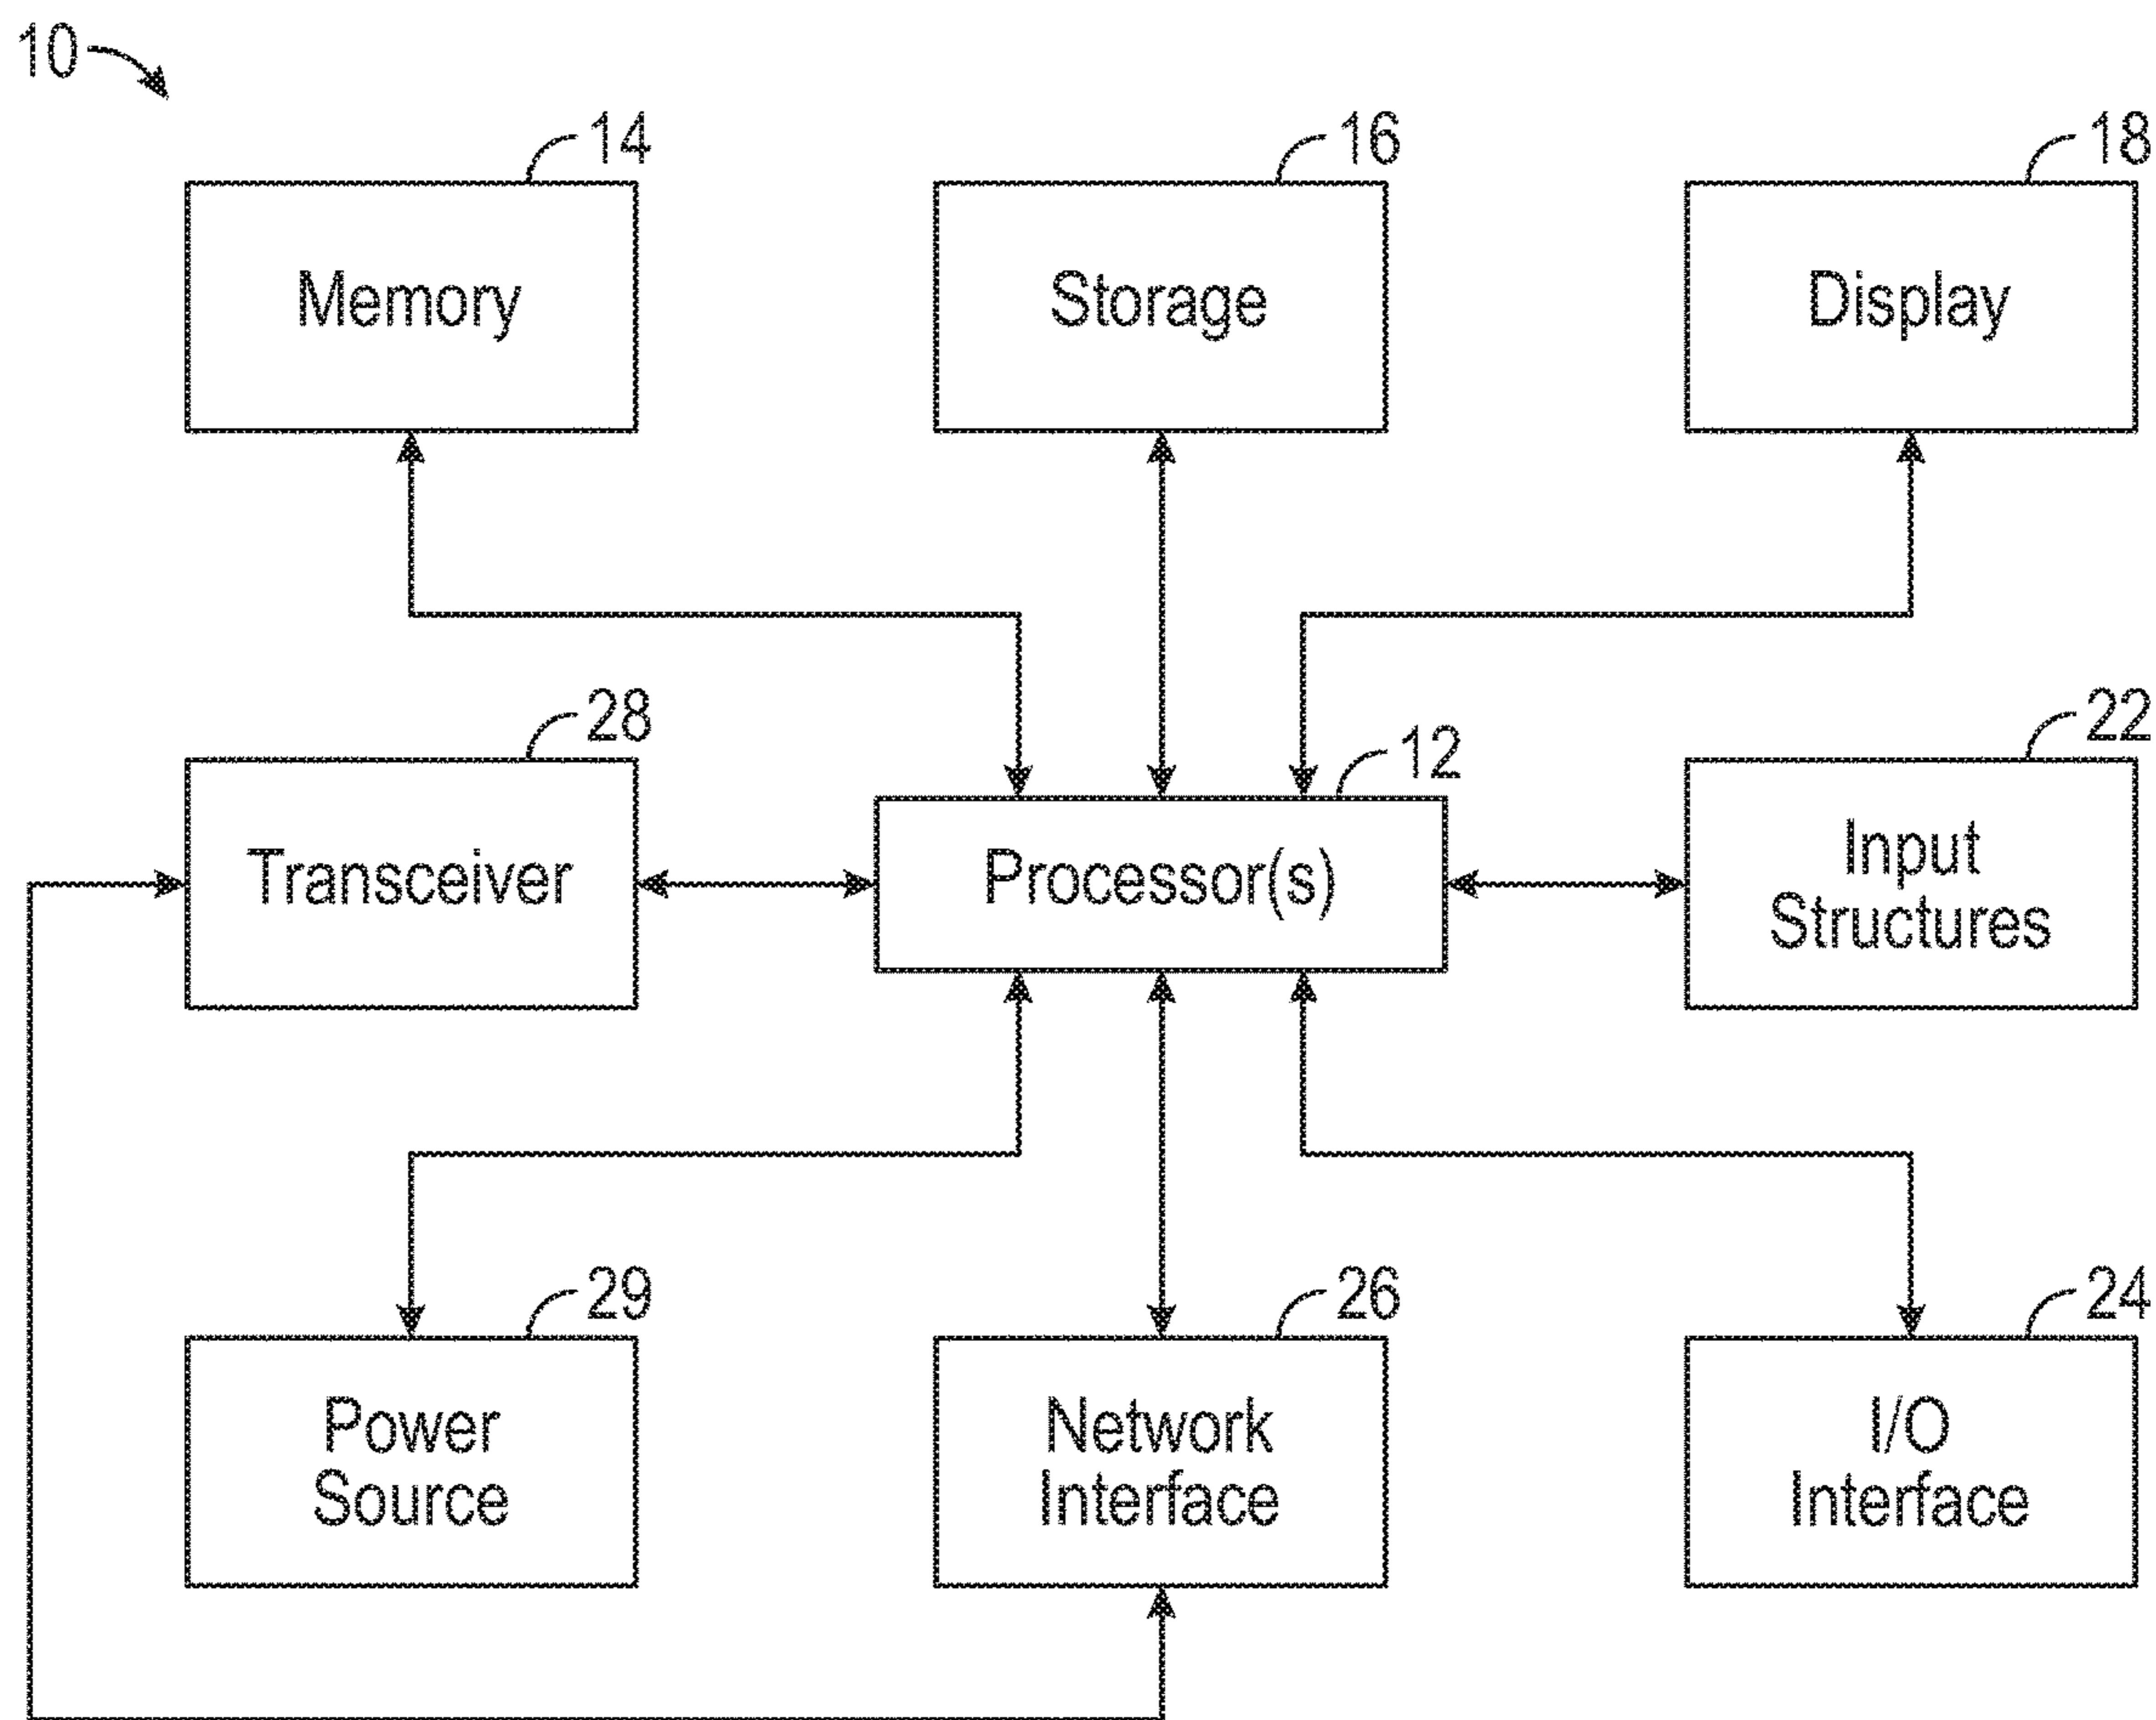 10
14
16
18
Memory
Storage
Display
28
12
22
Transceiver
Processor(s)
Input
Structures
29
26
24
Power
Source
Network
Interface
I/O
Interface